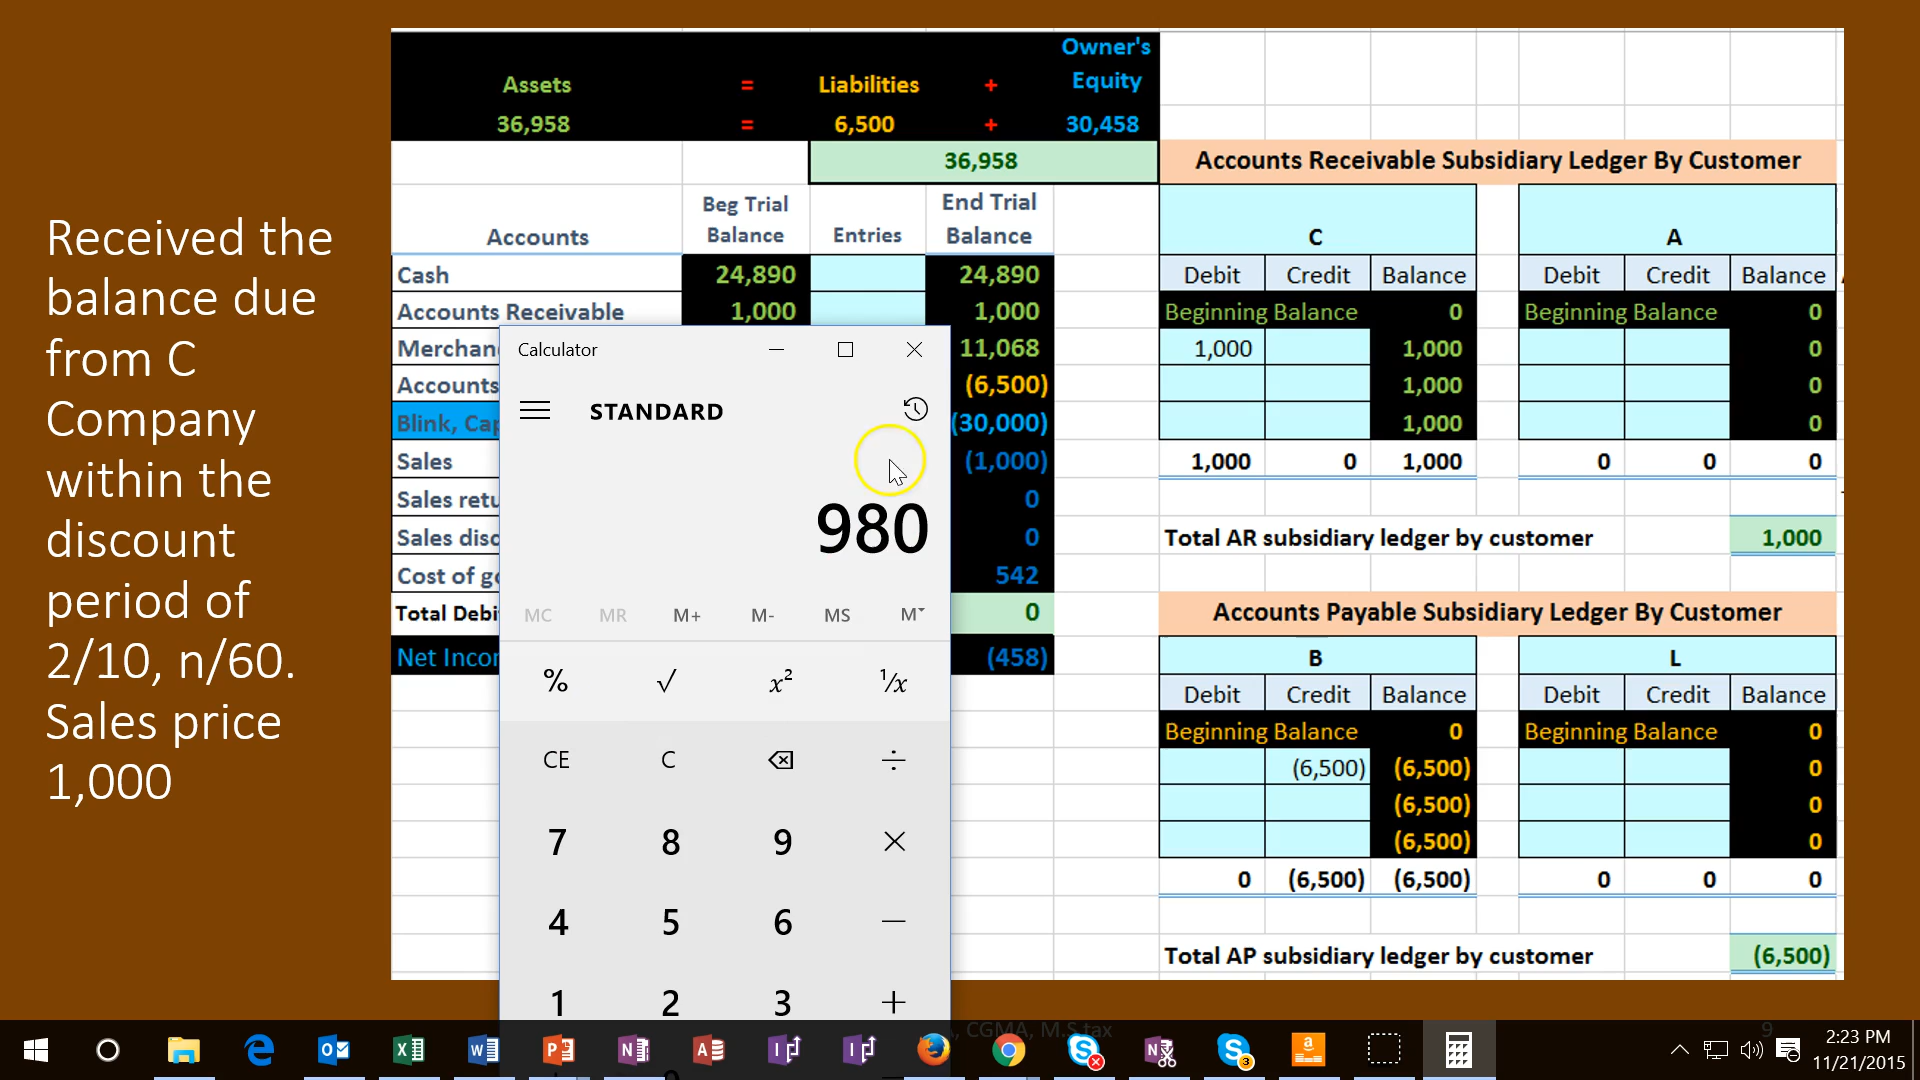 Received the
balance due
from C
Company
within the
discount
period of
2/10, n/60.
Sales price
1,000
Assets = Liabilities + Owner's Equity
36,958 = 6,500 + 30,458
36,958
Accounts Beg Trial Balance Entries End Trial Balance
Cash 24,890 24,890
Accounts Receivable 1,000 1,000
Merchan 11,068
Accounts (6,500)
Blink, Cap (30,000)
Sales (1,000)
Sales retu 0
Sales disc 0
Cost of go 542
Total Debi 0
Net Incor (458)
Calculator
STANDARD
980
MC MR M+ M- MS M
% √ x² ¹/x
CE C ÷
7 8 9 ×
4 5 6 −
1 2 3 +
Accounts Receivable Subsidiary Ledger By Customer
C A
Debit Credit Balance Debit Credit Balance
Beginning Balance 0 Beginning Balance 0
1,000 1,000 0
1,000 0
1,000 0
1,000 0 1,000 0 0 0
Total AR subsidiary ledger by customer 1,000
Accounts Payable Subsidiary Ledger By Customer
B L
Debit Credit Balance Debit Credit Balance
Beginning Balance 0 Beginning Balance 0
(6,500) (6,500) 0
(6,500) 0
(6,500) 0
0 (6,500) (6,500) 0 0 0
Total AP subsidiary ledger by customer (6,500)
, CGMA, M.S.tax 9
2:23 PM
11/21/2015